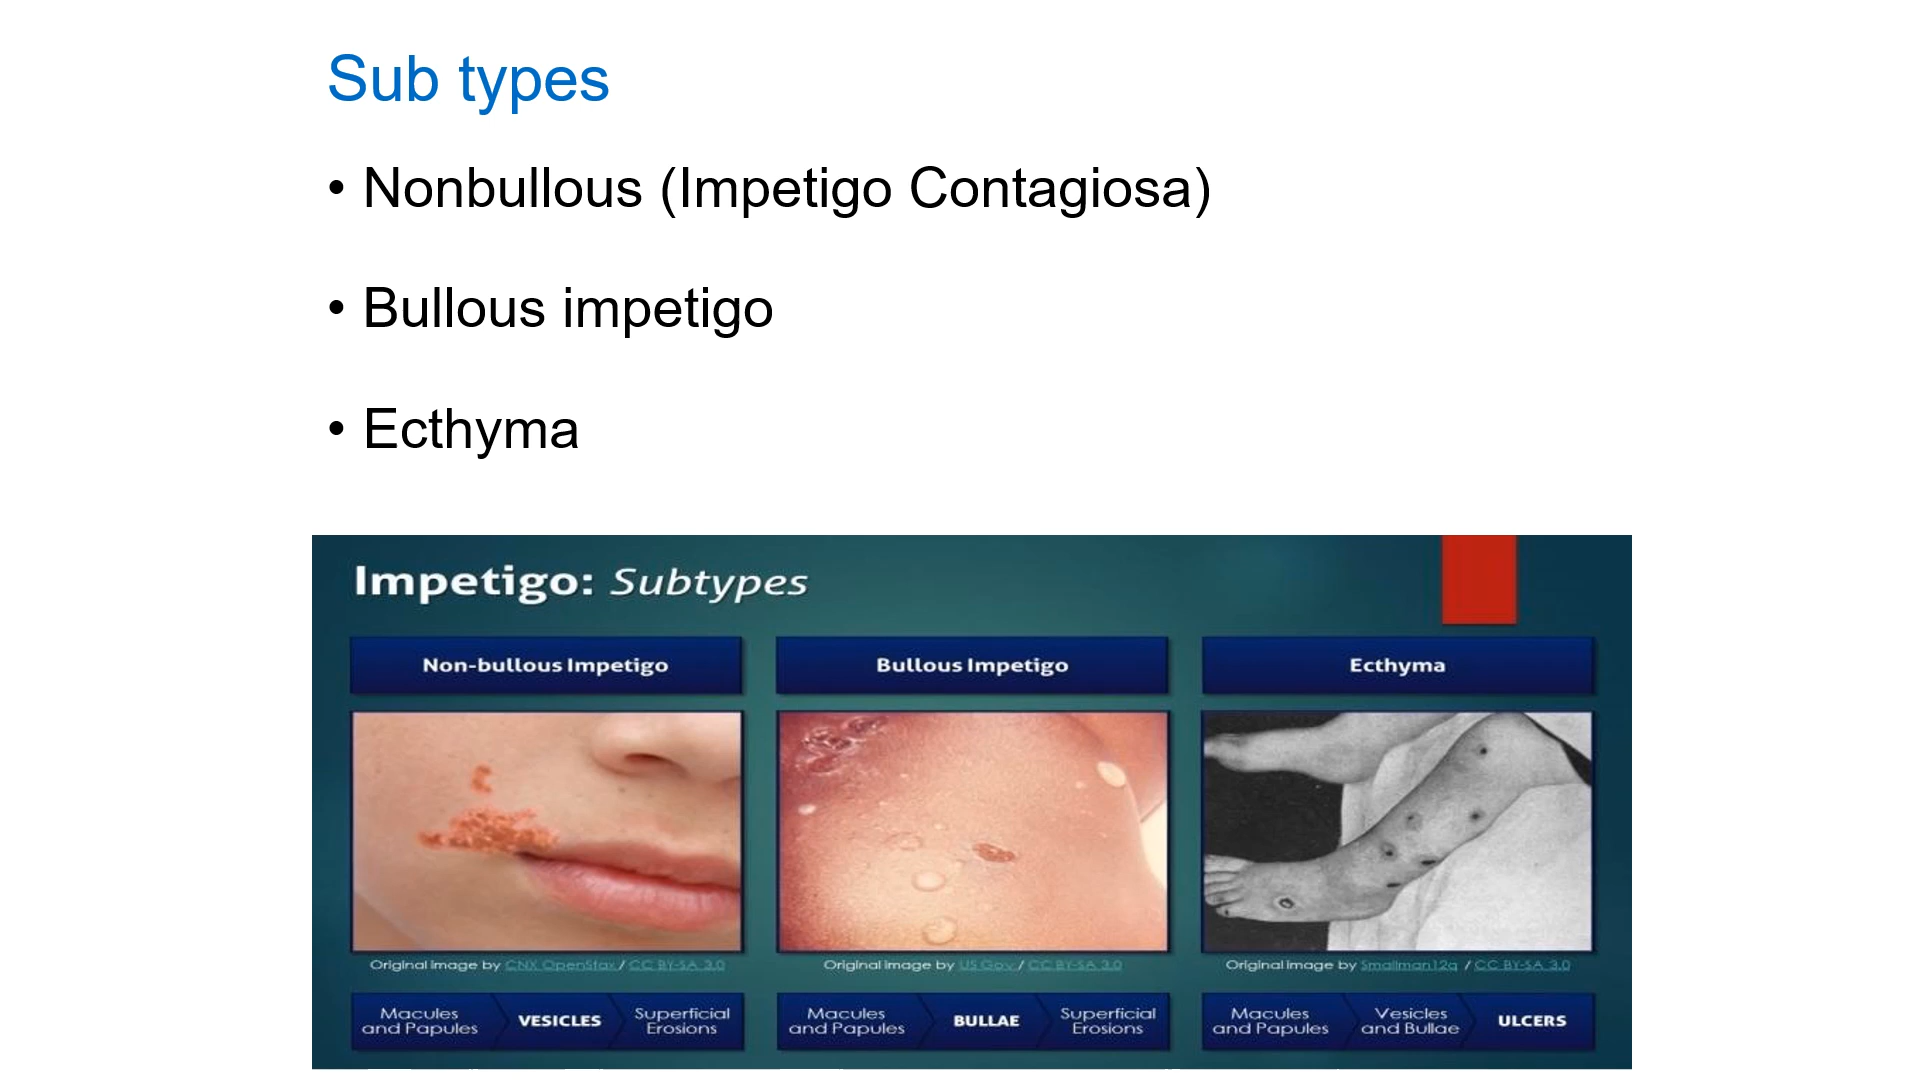 Sub types
• Nonbullous (Impetigo Contagiosa)
• Bullous impetigo
• Ecthyma
Impetigo: Subtypes
Non-bullous Impetigo
Bullous Impetigo
Ecthyma
Original image by CNX OpenStax / CC BY-SA 3.0
Original image by US Gov / CC BY-SA 3.0
Original image by Smallman12q / CC BY-SA 3.0
Macules
and Papules
VESICLES
Superficial
Erosions
Macules
and Papules
BULLAE
Superficial
Erosions
Macules
and Papules
Vesicles
and Bullae
ULCERS